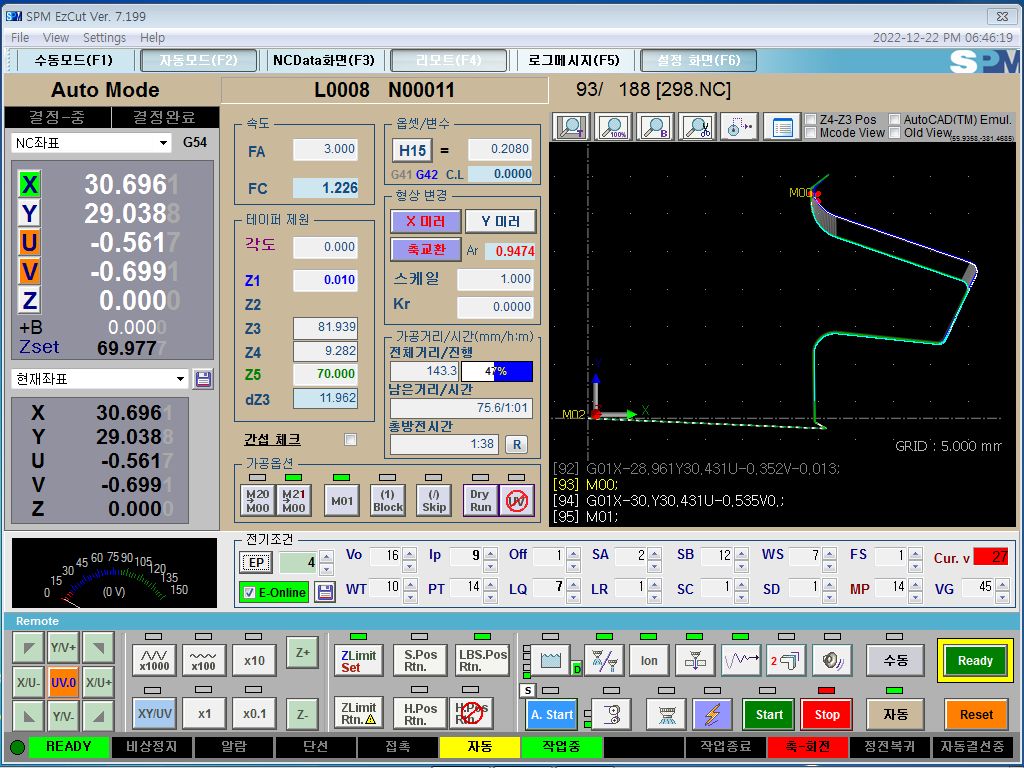 SPM EzCut Ver. 7.199
File View Settings Help
2022-12-22 PM 06:46:19
수동모드(F1) 자동모드(F2) NCData화면(F3) 리모트(F4) 로그메시지(F5) 설정 화면(F6)
SPM
Auto Mode
L0008 N00011
93/ 188 [298.NC]
결정-중 결정완료
NC좌표 G54
X 30.6961
Y 29.0388
U -0.5617
V -0.6991
Z 0.0000
+B 0.0000
Zset 69.9777
현재좌표
X 30.6961
Y 29.0388
U -0.5617
V -0.6991
Z 0.0000
속도
FA 3.000
FC 1.226
테이퍼 제원
각도 0.000
Z1 0.010
Z2
Z3 81.939
Z4 9.282
Z5 70.000
dZ3 11.962
간섭 체크
옵셋/변수
H15 = 0.2080
G41 G42 C.L 0.0000
형상 변경
X 미러 Y 미러
축교환 Ar 0.9474
스케일 1.000
Kr 0.0000
가공거리/시간(mm/h:m)
전체거리/진행
143.3 47%
남은거리/시간
75.6/1:01
총방전시간
1:38 R
가공옵션
M20 M00
M21 M00
M01
(1) Block
(/) Skip
Dry Run
UV
T 100% B
Z4-Z3 Pos AutoCAD(TM) Emul.
Mcode View Old View
(55.9358,-381.4685)
M00
Y
X
M02
GRID : 5.000 mm
[92] G01X-28,961Y30.431U-0.352V-0.013;
[93] M00;
[94] G01X-30,Y30.431U-0.535V0.;
[95] M01;
0 15 30 45 60 75 90 105 120 135 150
(0 V)
전기조건
EP 4
E-Online
Vo 16 Ip 9 Off 1 SA 2 SB 12 WS 7 FS 1 Cur. v 27
WT 10 PT 14 LQ 7 LR 1 SC 1 SD 1 MP 14 VG 45
Remote
Y/V+
X/U- UV.0 X/U+
Y/V-
x1000 x100 x10 Z+
XY/UV x1 x0.1 Z-
ZLimit Set
S.Pos Rtn.
LBS.Pos Rtn.
ZLimit Rtn.
H.Pos Rtn.
H.Pos Rtn.
D
Ion
2
수동
Ready
S
A. Start
Start
Stop
자동
Reset
READY 비상정지 알람 단선 접촉 자동 작업중 작업종료 축-회전 정전복귀 자동결선중